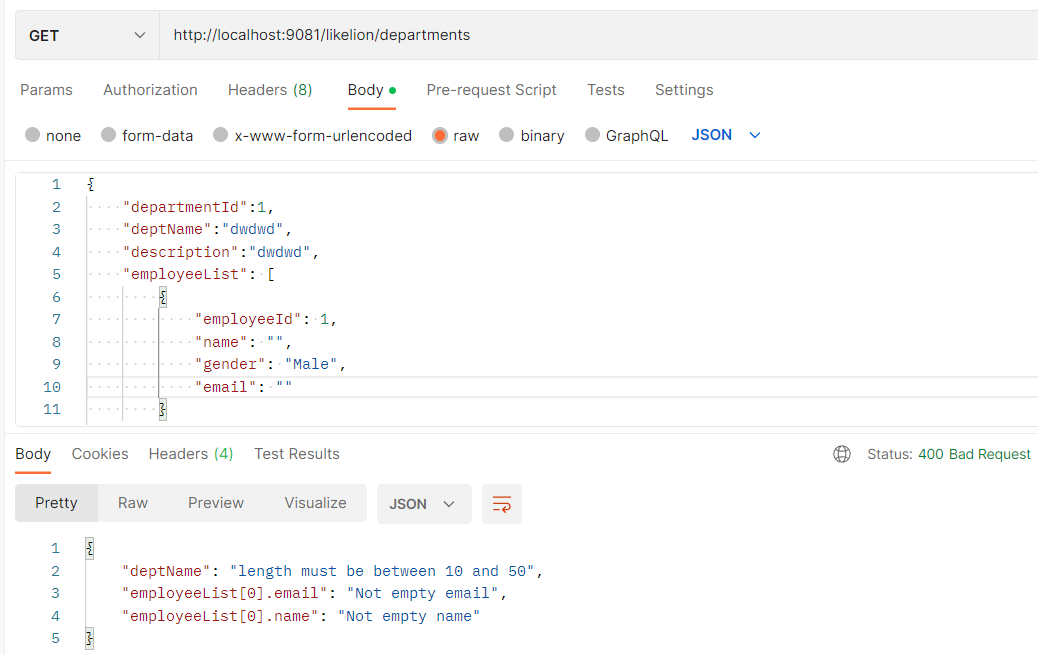 GET http://localhost:9081/likelion/departments
Params Authorization Headers (8) Body Pre-request Script Tests Settings
none form-data x-www-form-urlencoded raw binary GraphQL JSON
1 {
2 "departmentId":1,
3 "deptName":"dwdwd",
4 "description":"dwdwd",
5 "employeeList": [
6 {
7 "employeeId": 1,
8 "name": "",
9 "gender": "Male",
10 "email": ""
11 }
Body Cookies Headers (4) Test Results Status: 400 Bad Request
Pretty Raw Preview Visualize JSON
1 {
2 "deptName": "length must be between 10 and 50",
3 "employeeList[0].email": "Not empty email",
4 "employeeList[0].name": "Not empty name"
5 }